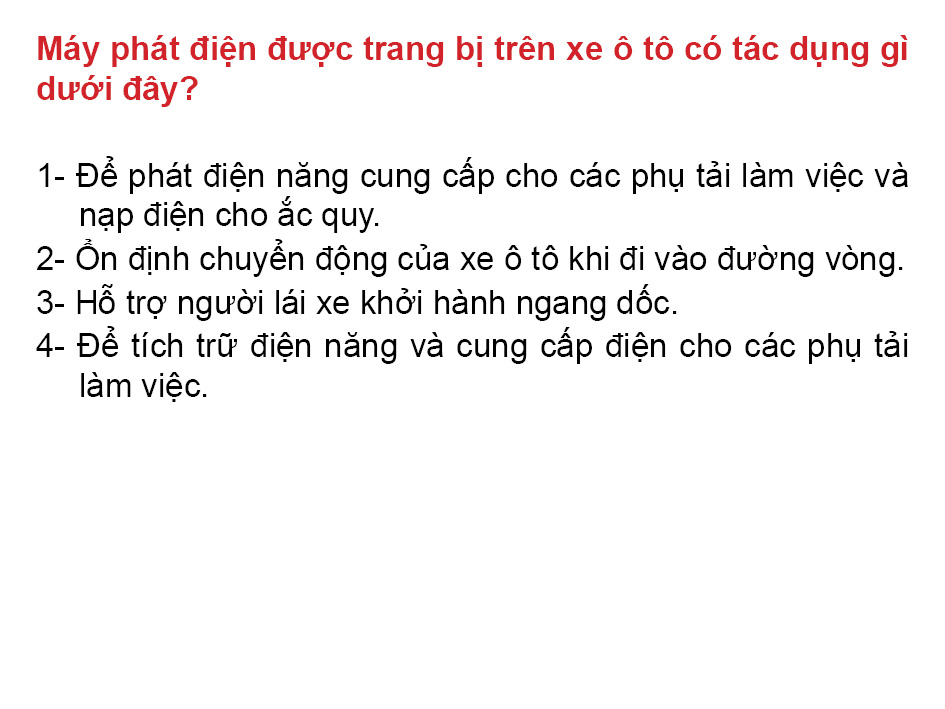 Máy phát điện được trang bị trên xe ô tô có tác dụng gì
dưới đây?
1- Để phát điện năng cung cấp cho các phụ tải làm việc và
nạp điện cho ắc quy.
2- Ổn định chuyển động của xe ô tô khi đi vào đường vòng.
3- Hỗ trợ người lái xe khởi hành ngang dốc.
4- Để tích trữ điện năng và cung cấp điện cho các phụ tải
làm việc.